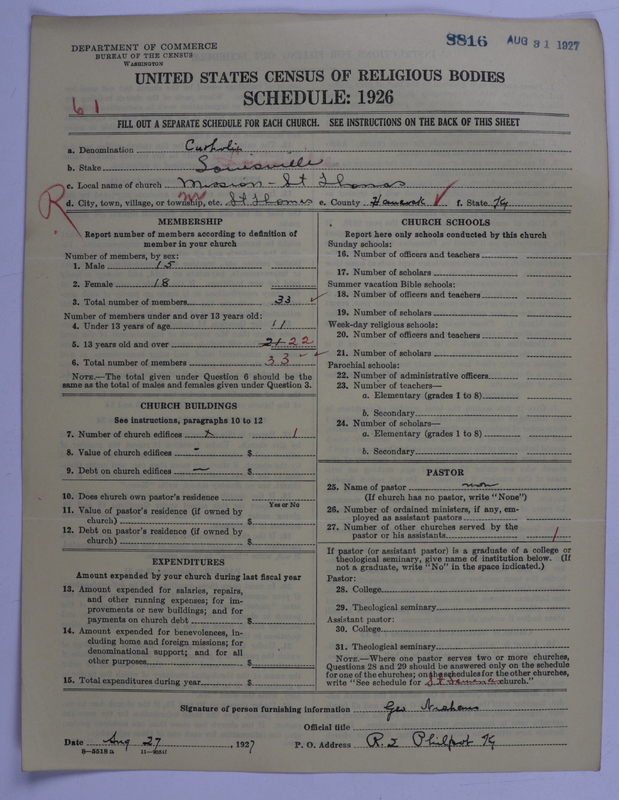 8816 AUG 31 1927
DEPARTMENT OF COMMERCE
BUREAU OF THE CENSUS
WASHINGTON
UNITED STATES CENSUS OF RELIGIOUS BODIES
SCHEDULE: 1926
61
FILL OUT A SEPARATE SCHEDULE FOR EACH CHURCH. SEE INSTRUCTIONS ON THE BACK OF THIS SHEET
a. Denomination Catholic
b. Stake Louisville
c. Local name of church Mission - St Thomas
d. City, town, village, or township, etc. St Thomas e. County Hancock f. State Ky
R
MEMBERSHIP
Report number of members according to definition of
member in your church
Number of members, by sex:
1. Male 15
2. Female 18
3. Total number of members 33
Number of members under and over 13 years old:
4. Under 13 years of age 11
5. 13 years old and over 21 22
6. Total number of members 33
NOTE.—The total given under Question 6 should be the
same as the total of males and females given under Question 3.
CHURCH BUILDINGS
See instructions, paragraphs 10 to 12
7. Number of church edifices x 1
8. Value of church edifices - $
9. Debt on church edifices — $
10. Does church own pastor's residence
Yes or No
11. Value of pastor's residence (if owned by
church) $
12. Debt on pastor's residence (if owned by
church) $
EXPENDITURES
Amount expended by your church during last fiscal year
13. Amount expended for salaries, repairs,
and other running expenses; for im-
provements or new buildings; and for
payments on church debt $
14. Amount expended for benevolences, in-
cluding home and foreign missions; for
denominational support; and for all
other purposes $
15. Total expenditures during year $
CHURCH SCHOOLS
Report here only schools conducted by this church
Sunday schools:
16. Number of officers and teachers
17. Number of scholars
Summer vacation Bible schools:
18. Number of officers and teachers
19. Number of scholars
Week-day religious schools:
20. Number of officers and teachers
21. Number of scholars
Parochial schools:
22. Number of administrative officers
23. Number of teachers—
a. Elementary (grades 1 to 8)
b. Secondary
24. Number of scholars—
a. Elementary (grades 1 to 8)
b. Secondary
PASTOR
25. Name of pastor non
(If church has no pastor, write "None")
26. Number of ordained ministers, if any, em-
ployed as assistant pastors
27. Number of other churches served by the
pastor or his assistants 1
If pastor (or assistant pastor) is a graduate of a college or
theological seminary, give name of institution below. (If
not a graduate, write "No" in the space indicated.)
Pastor:
28. College
29. Theological seminary
Assistant pastor:
30. College
31. Theological seminary
NOTE.—Where one pastor serves two or more churches,
Questions 28 and 29 should be answered only on the schedule
for one of the churches; on the schedules for the other churches,
write "See schedule for St church."
Signature of person furnishing information Geo
Official title
Date Aug 27, 1927 P. O. Address Philpot Ky
8—5518 a